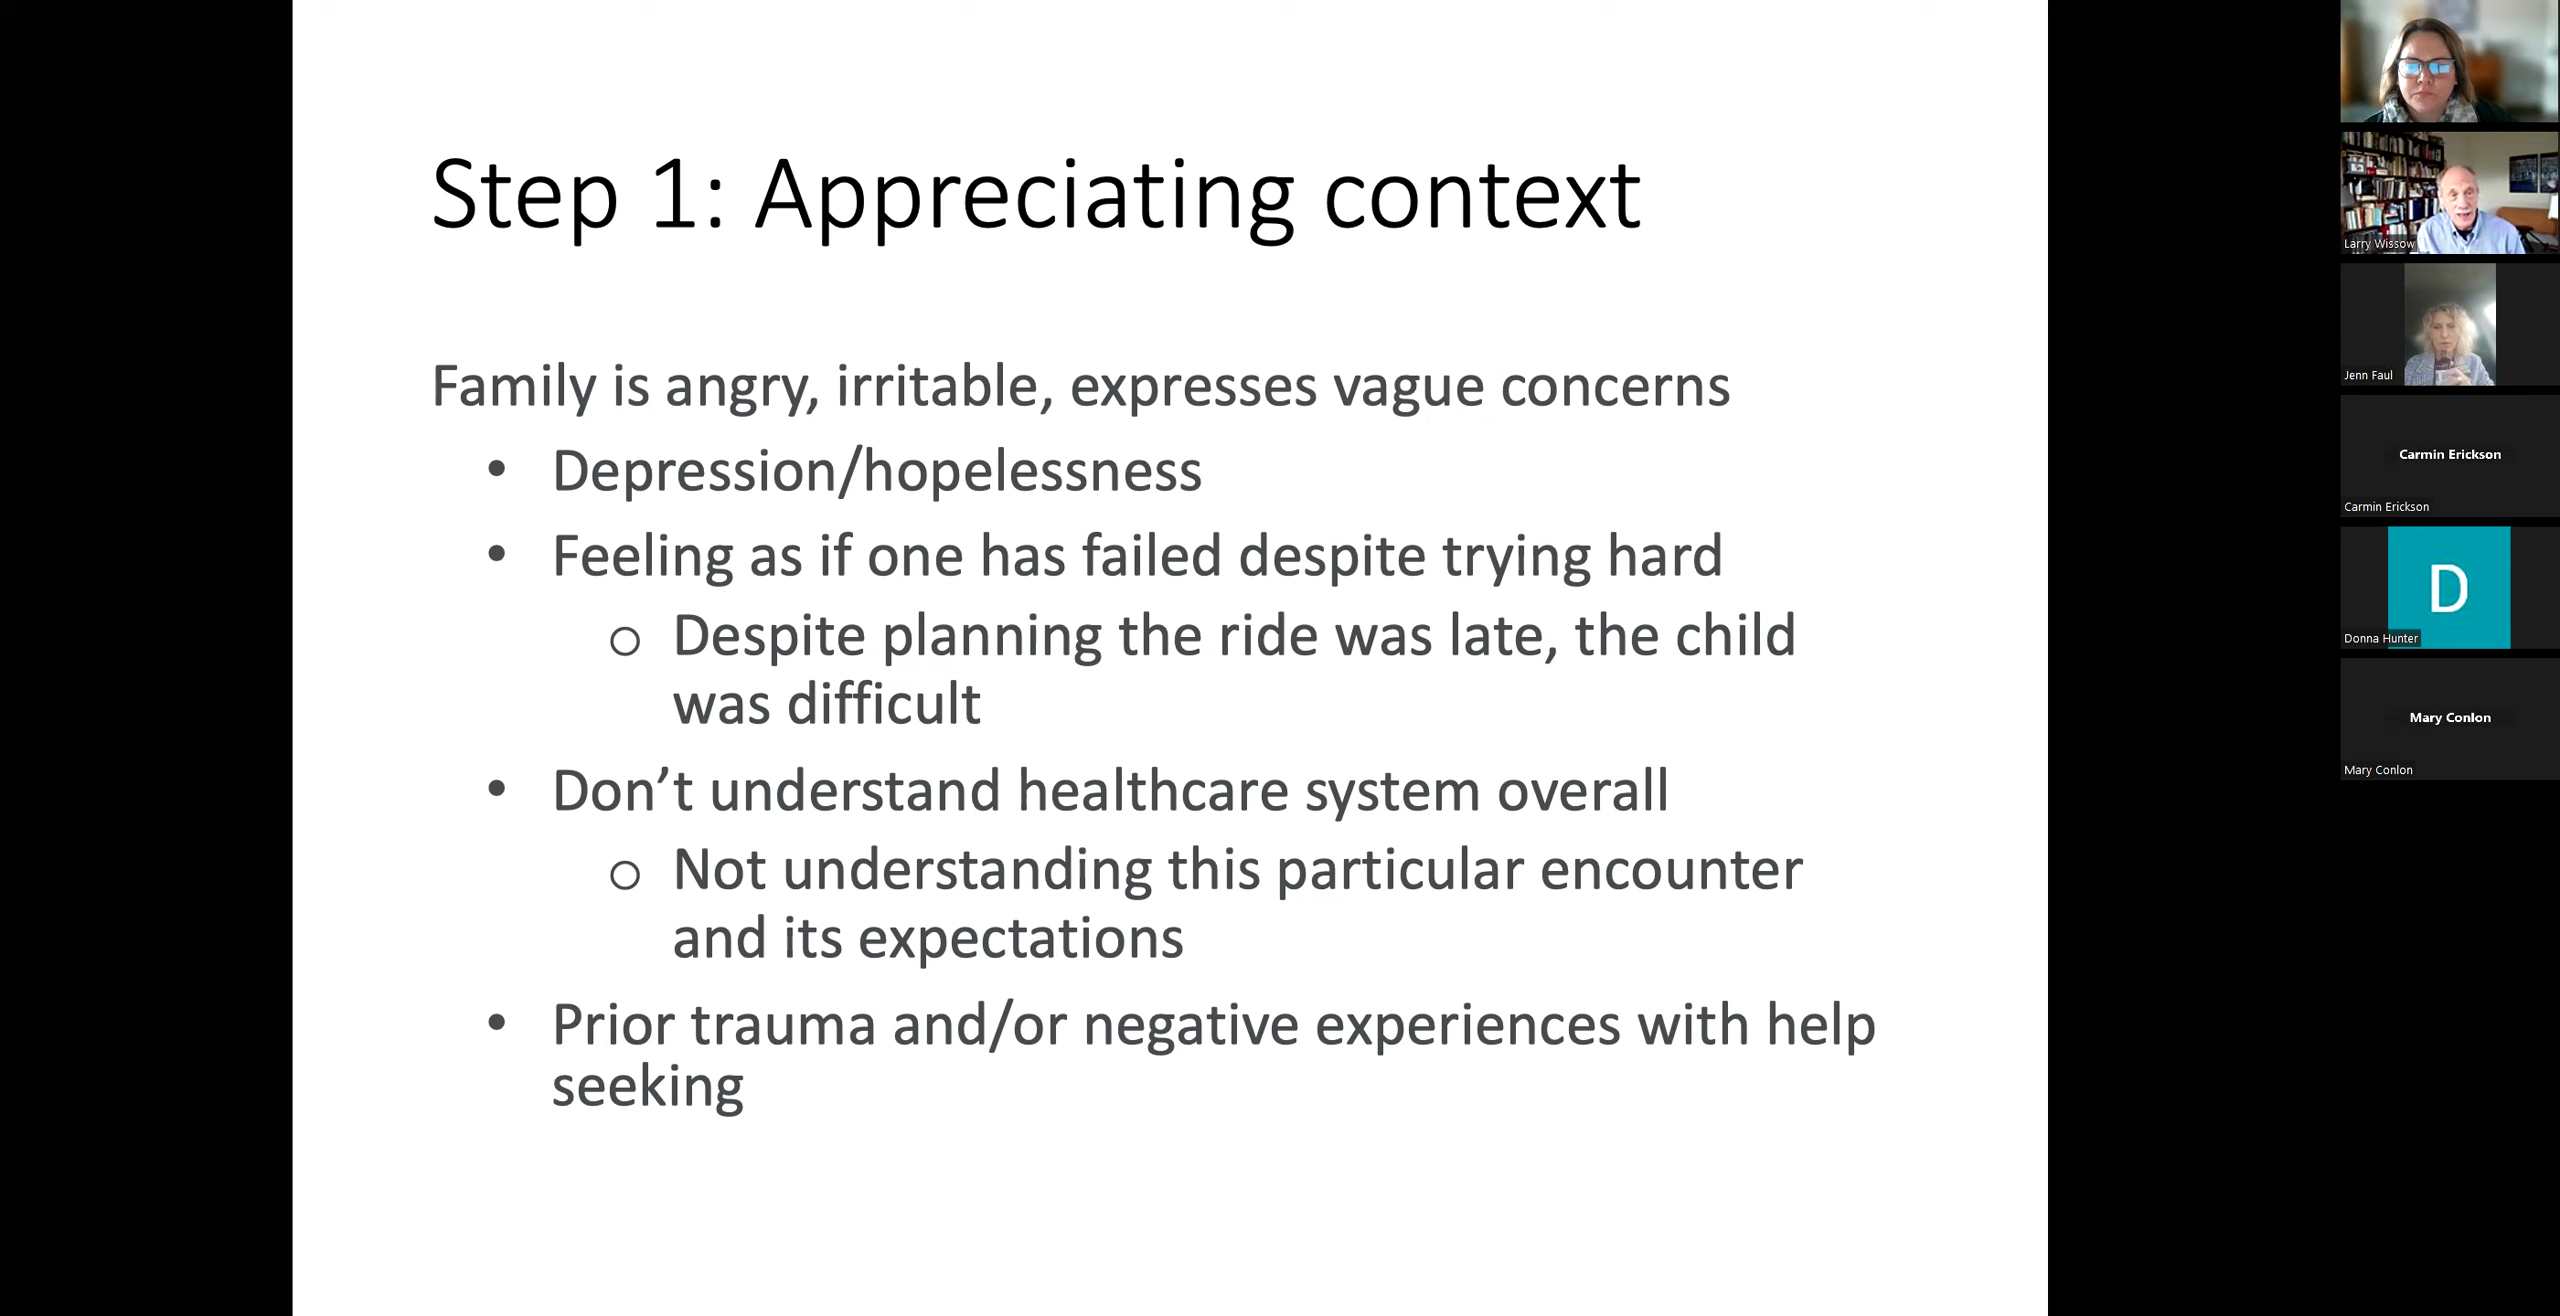 Step 1: Appreciating context
Family is angry, irritable, expresses vague concerns
• Depression/hopelessness
• Feeling as if one has failed despite trying hard
o Despite planning the ride was late, the child
was difficult
• Don’t understand healthcare system overall
o Not understanding this particular encounter
and its expectations
• Prior trauma and/or negative experiences with help
seeking
Larry Wissow
Jenn Faul
Carmin Erickson
Carmin Erickson
D
Donna Hunter
Mary Conlon
Mary Conlon